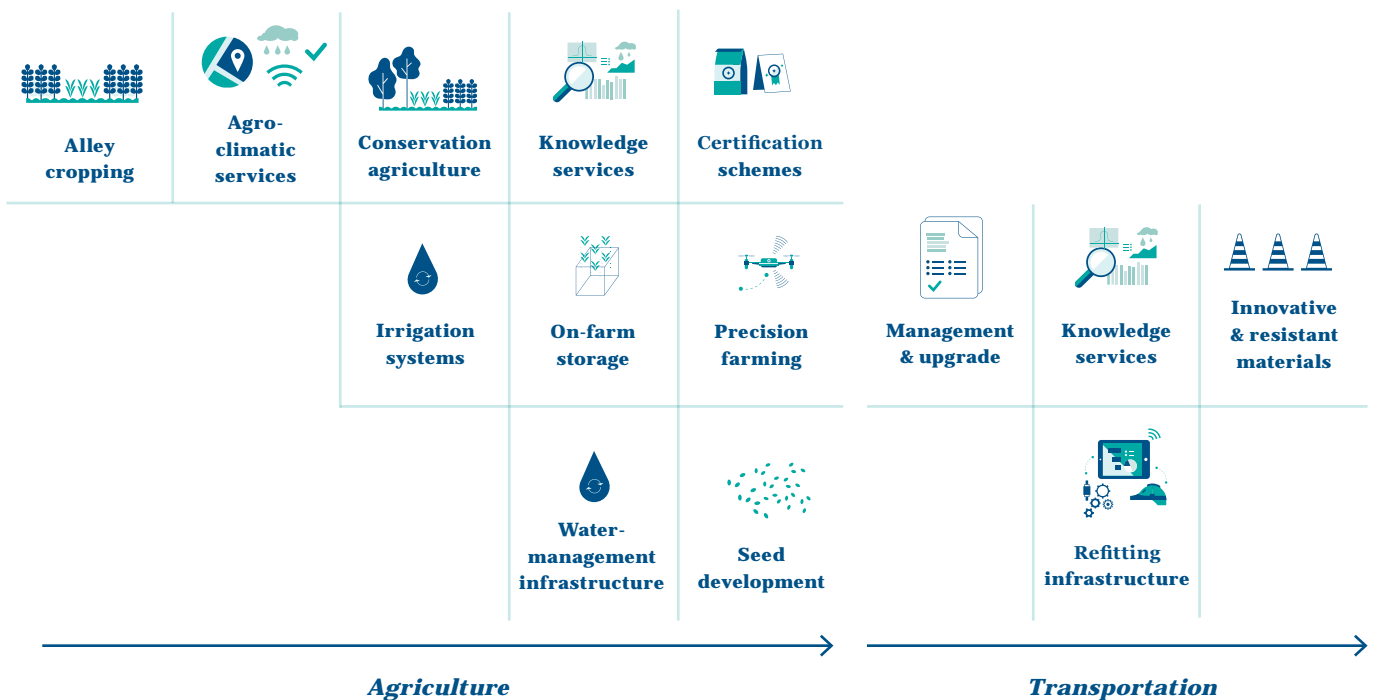 Alley
cropping
Agro-
climatic
services
Conservation
agriculture
Knowledge
services
Certification
schemes
Irrigation
systems
On-farm
storage
Precision
farming
Management
& upgrade
Knowledge
services
Innovative
& resistant
materials
Water-
management
infrastructure
Seed
development
Refitting
infrastructure
Agriculture
Transportation